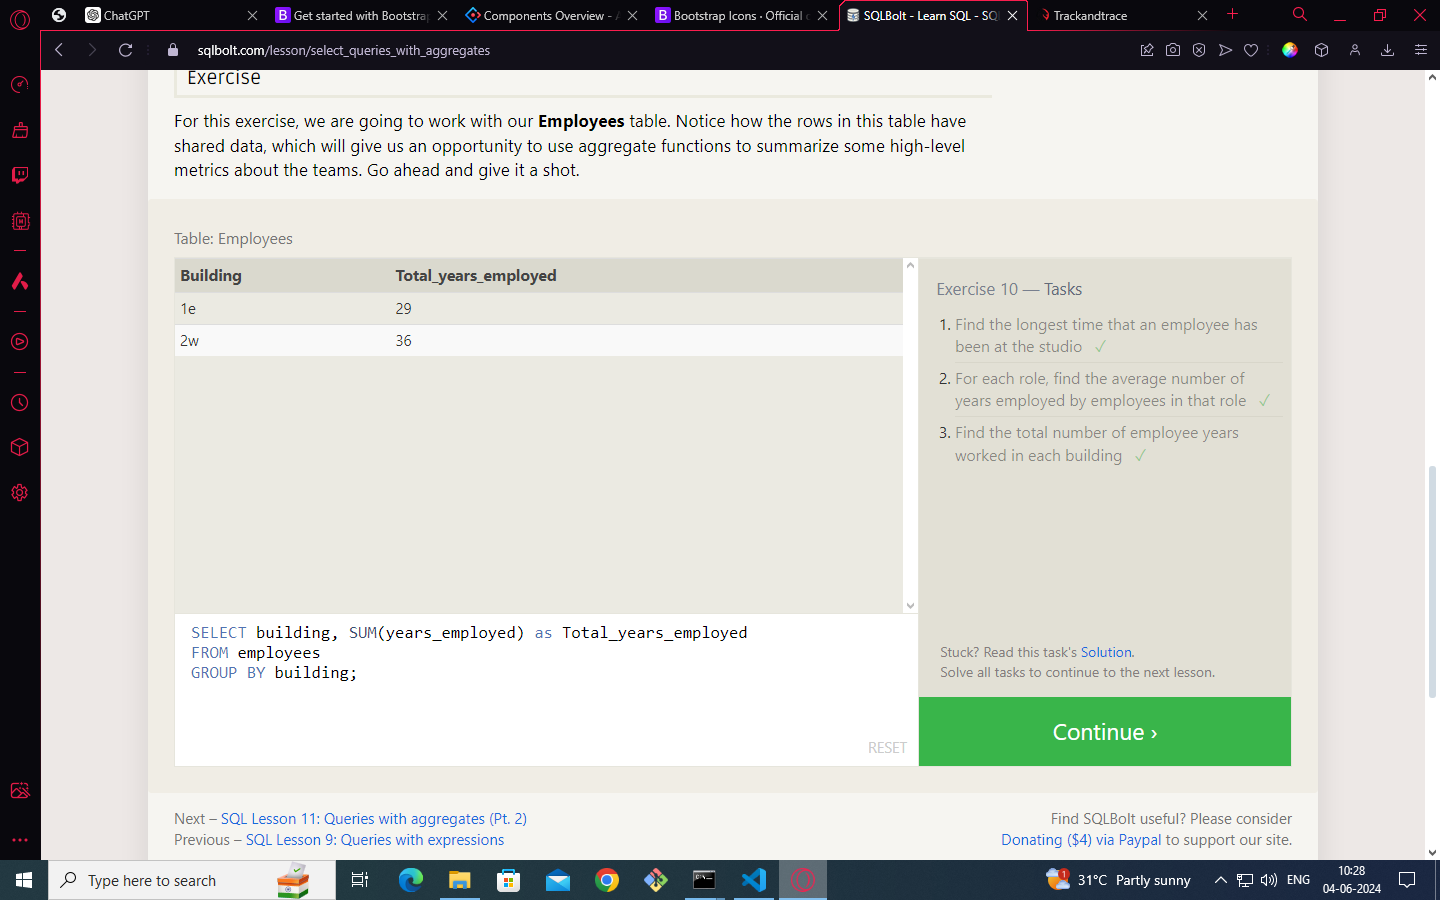 ChatGPT
Get started with Bootstrap
Components Overview -
Bootstrap Icons · Official
SQLBolt - Learn SQL - SQ
Trackandtrace
sqlbolt.com/lesson/select_queries_with_aggregates
Exercise
For this exercise, we are going to work with our Employees table. Notice how the rows in this table have
shared data, which will give us an opportunity to use aggregate functions to summarize some high-level
metrics about the teams. Go ahead and give it a shot.
Table: Employees
Building Total_years_employed
1e 29
2w 36
SELECT building, SUM(years_employed) as Total_years_employed
FROM employees
GROUP BY building;
RESET
Exercise 10 — Tasks
1. Find the longest time that an employee has
been at the studio ✓
2. For each role, find the average number of
years employed by employees in that role ✓
3. Find the total number of employee years
worked in each building ✓
Stuck? Read this task's Solution.
Solve all tasks to continue to the next lesson.
Continue ›
Next – SQL Lesson 11: Queries with aggregates (Pt. 2)
Previous – SQL Lesson 9: Queries with expressions
Find SQLBolt useful? Please consider
Donating ($4) via Paypal to support our site.
Type here to search
1
31°C Partly sunny
ENG
10:28
04-06-2024